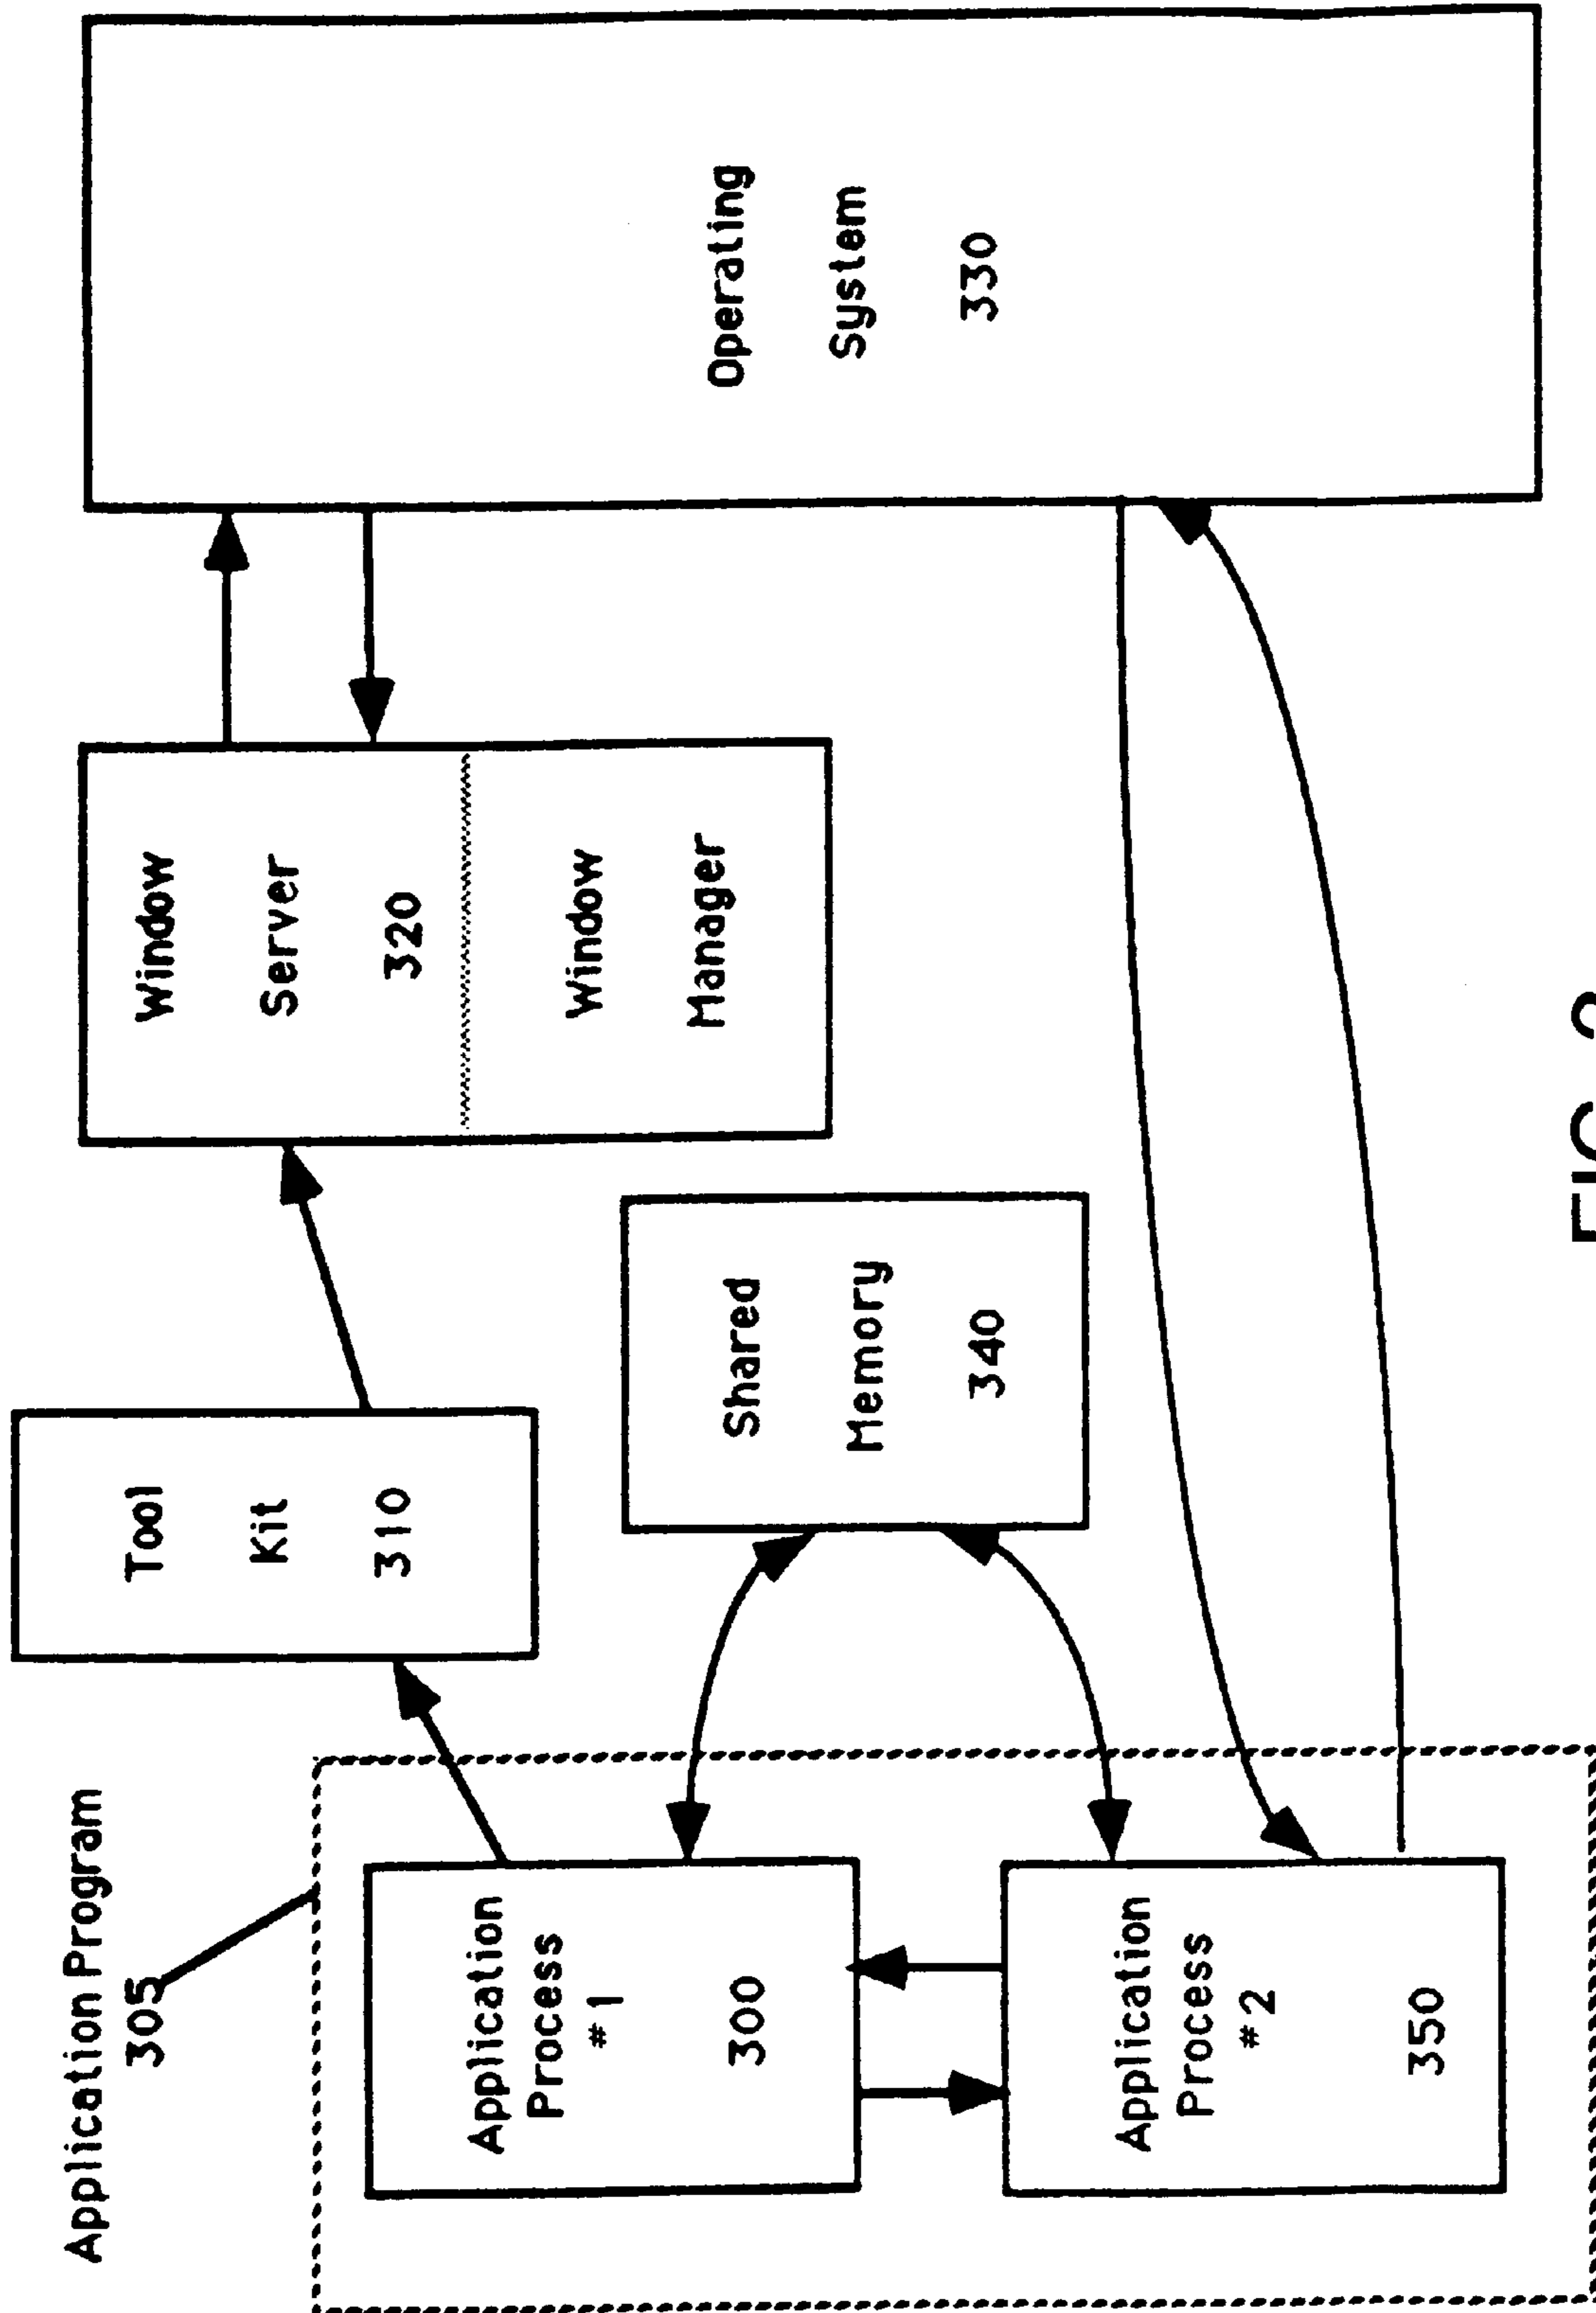 Application Program
305
Application
Process
#1
300
Application
Process
#2
350
Tool
Kit
310
Shared
Memory
340
Window
Server
320
Window
Manager
Operating
System
330
FIG